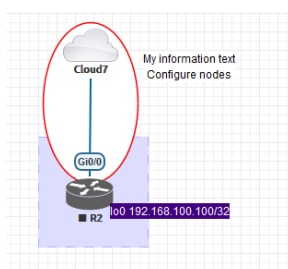 My information text
Configure nodes
Cloud7
Gi0/0
lo0 192.168.100.100/32
R2